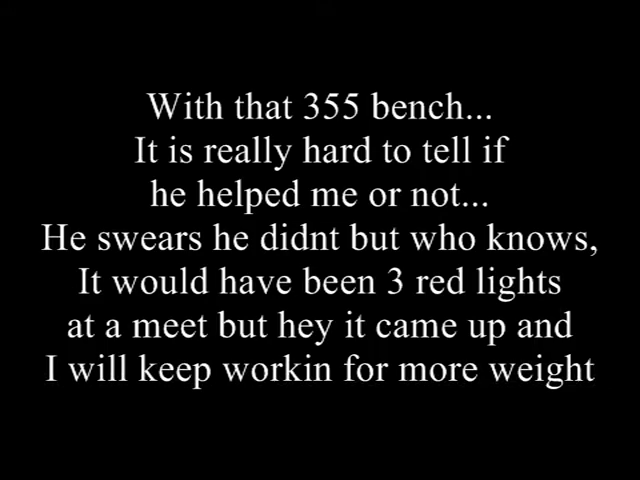 With that 355 bench...
It is really hard to tell if
he helped me or not...
He swears he didnt but who knows,
It would have been 3 red lights
at a meet but hey it came up and
I will keep workin for more weight